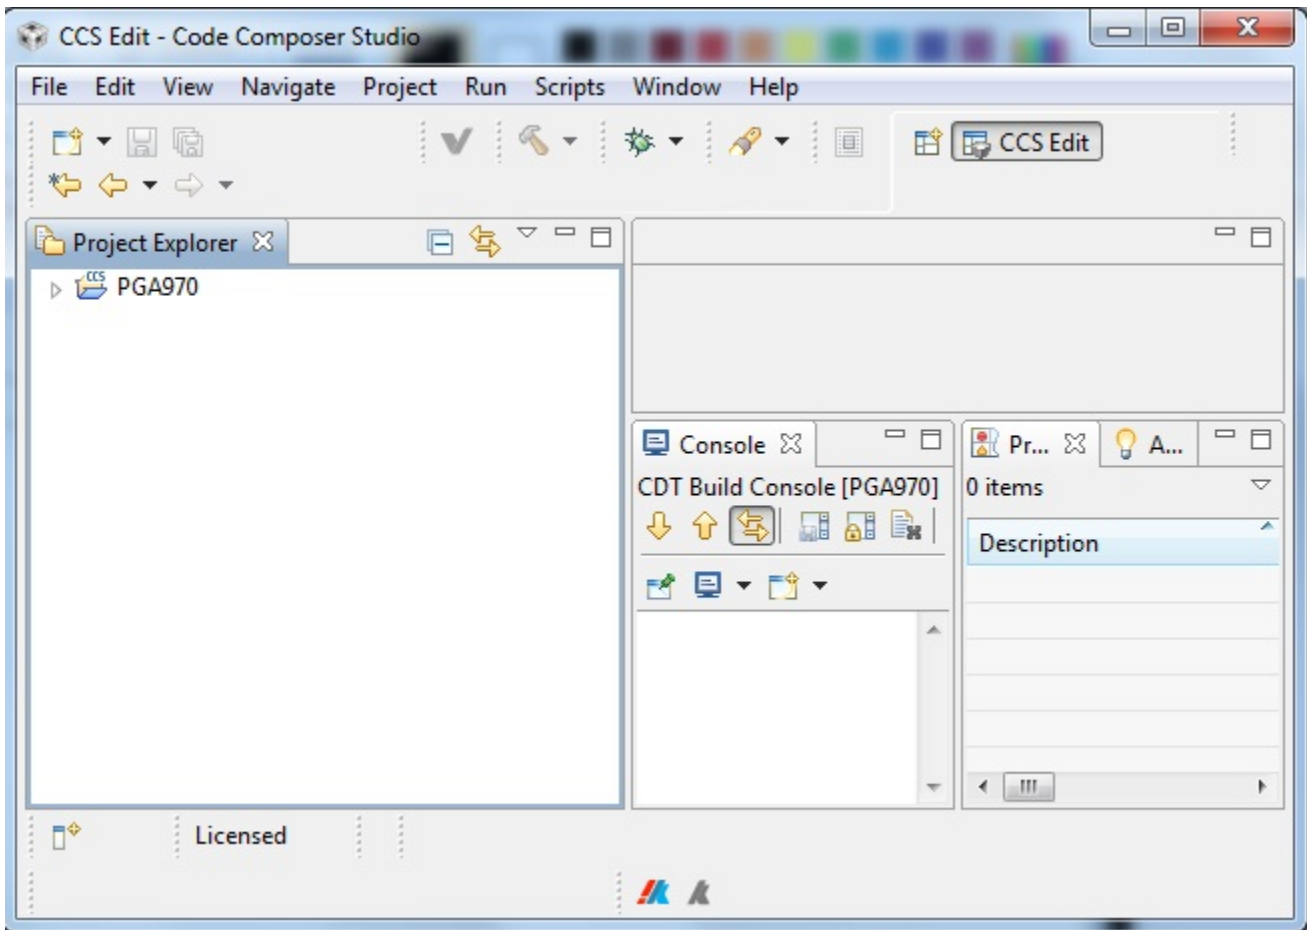 CCS Edit - Code Composer Studio
File Edit View Navigate Project Run Scripts Window Help
CCS Edit
Project Explorer
CCS PGA970
Console
CDT Build Console [PGA970]
Pr... A...
0 items
Description
Licensed